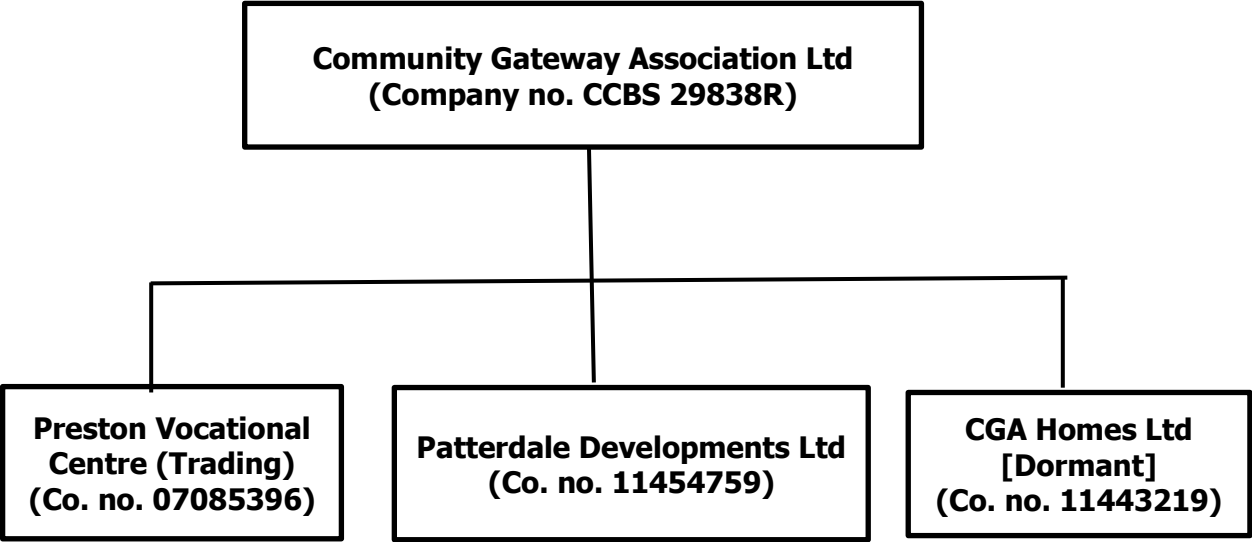 Community Gateway Association Ltd
(Company no. CCBS 29838R)
Preston Vocational
Centre (Trading)
(Co. no. 07085396)
Patterdale Developments Ltd
(Co. no. 11454759)
CGA Homes Ltd
[Dormant]
(Co. no. 11443219)